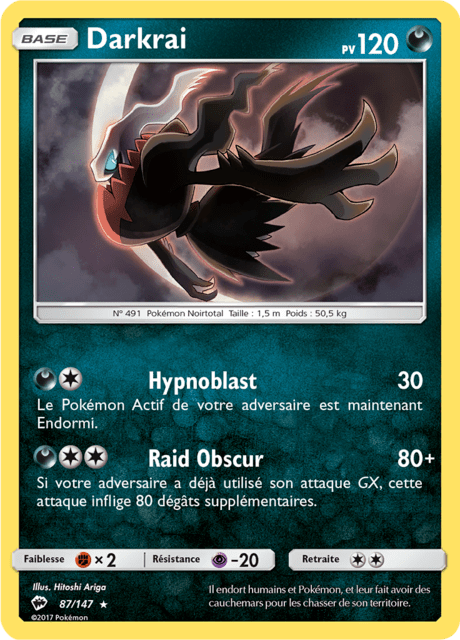 BASE Darkrai PV 120
N° 491 Pokémon Noirtotal Taille : 1,5 m Poids : 50,5 kg
Hypnoblast 30
Le Pokémon Actif de votre adversaire est maintenant
Endormi.
Raid Obscur 80+
Si votre adversaire a déjà utilisé son attaque GX, cette
attaque inflige 80 dégâts supplémentaires.
Faiblesse ×2 Résistance -20 Retraite
Illus. Hitoshi Ariga
87/147 ★
©2017 Pokémon
Il endort humains et Pokémon, et leur fait avoir des
cauchemars pour les chasser de son territoire.